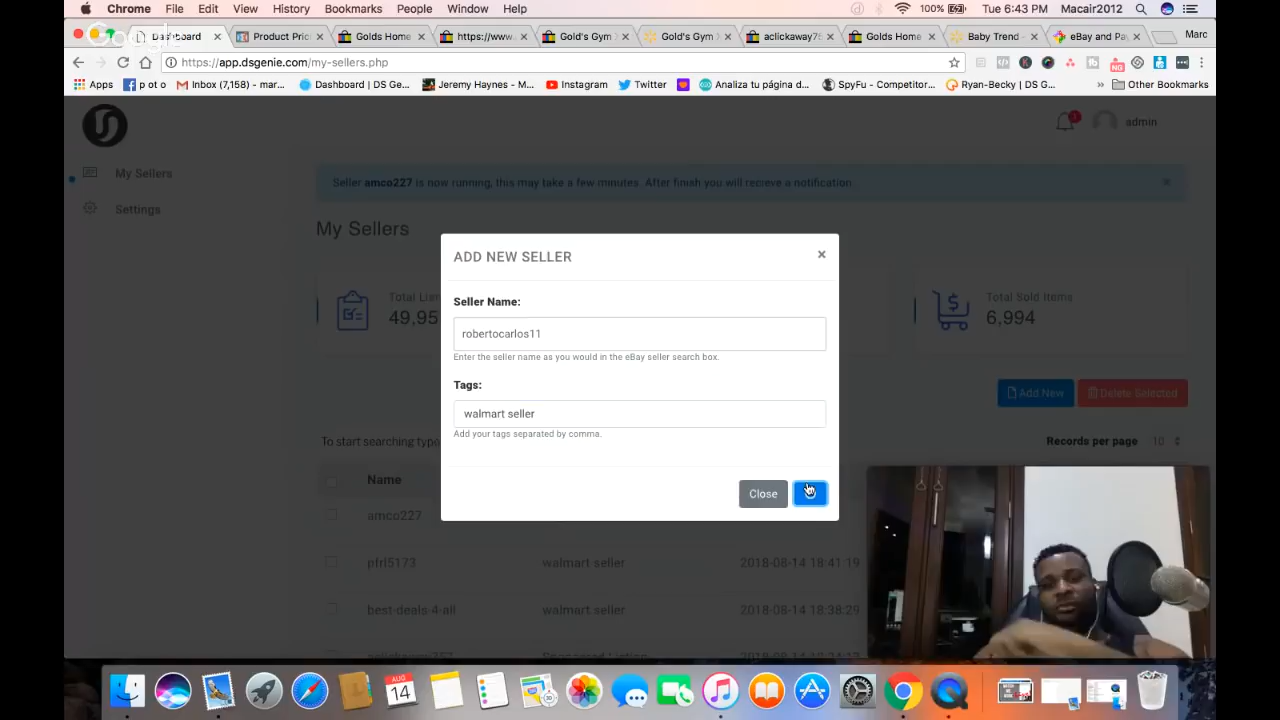 Chrome File Edit View History Bookmarks People Window Help
100% Tue 6:43 PM Macair2012
Google
Dashboard
Product Pric
Golds Home
https://www.
Gold's Gym
Gold's Gym
aclickaway75
Golds Home
Baby Trend -
eBay and Pa
Marc
https://app.dsgenie.com/my-sellers.php
Apps
p ot o
Inbox (7,158) - mar...
Dashboard | DS Ge...
Jeremy Haynes - M...
Instagram
Twitter
Analiza tu página d...
SpyFu - Competitor...
Ryan-Becky | DS G...
Other Bookmarks
1
admin
My Sellers
Settings
Seller amco227 is now running, this may take a few minutes. After finish you will recieve a notification.
My Sellers
49,95
Total Sold Items
6,994
ADD NEW SELLER
×
Seller Name:
robertocarlos11
Enter the seller name as you would in the eBay seller search box.
Tags:
walmart seller
Add your tags separated by comma.
Close
Add New
Delete Selected
To start searching type
Records per page 10
Name
amco227
pfrl5173 walmart seller 2018-08-14 18:41:19
best-deals-4-all walmart seller 2018-08-14 18:38:29
AUG
14